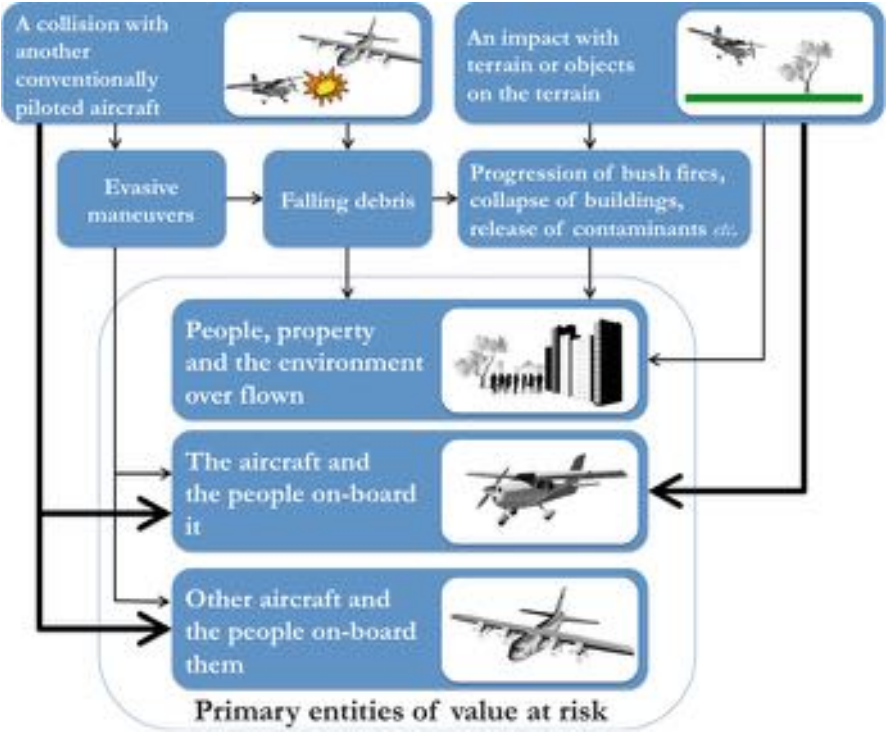 A collision with
another
conventionally
piloted aircraft
An impact with
terrain or objects
on the terrain
Evasive
maneuvers
Falling debris
Progression of bush fires,
collapse of buildings,
release of contaminants etc.
People, property
and the environment
over flown
The aircraft and
the people on-board
it
Other aircraft and
the people on-board
them
Primary entities of value at risk